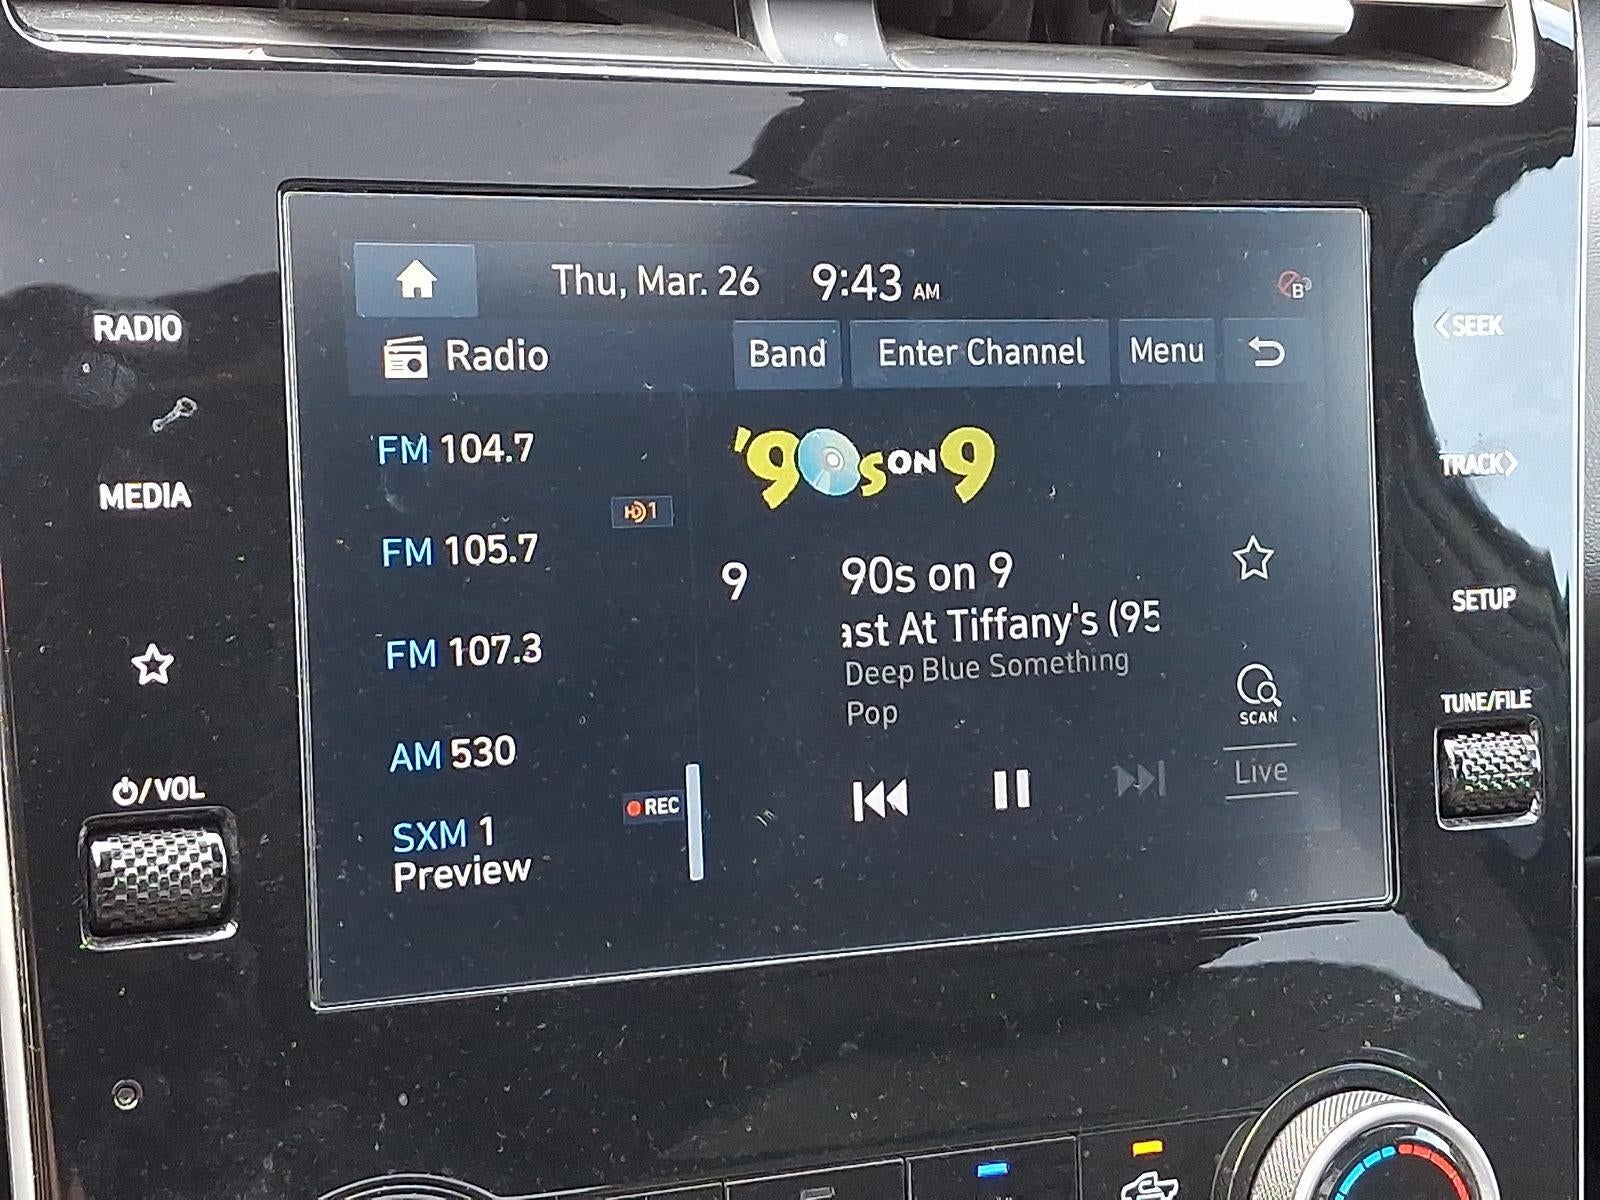 Thu, Mar. 26 9:43 AM
B
RADIO
Radio
Band
Enter Channel
Menu
<SEEK
'90s ON 9
FM 104.7
TRACK>
MEDIA
HD 1
FM 105.7
9
90s on 9
ast At Tiffany's (95
Deep Blue Something
Pop
SETUP
FM 107.3
SCAN
TUNE/FILE
AM 530
Live
/VOL
REC
SXM 1
Preview